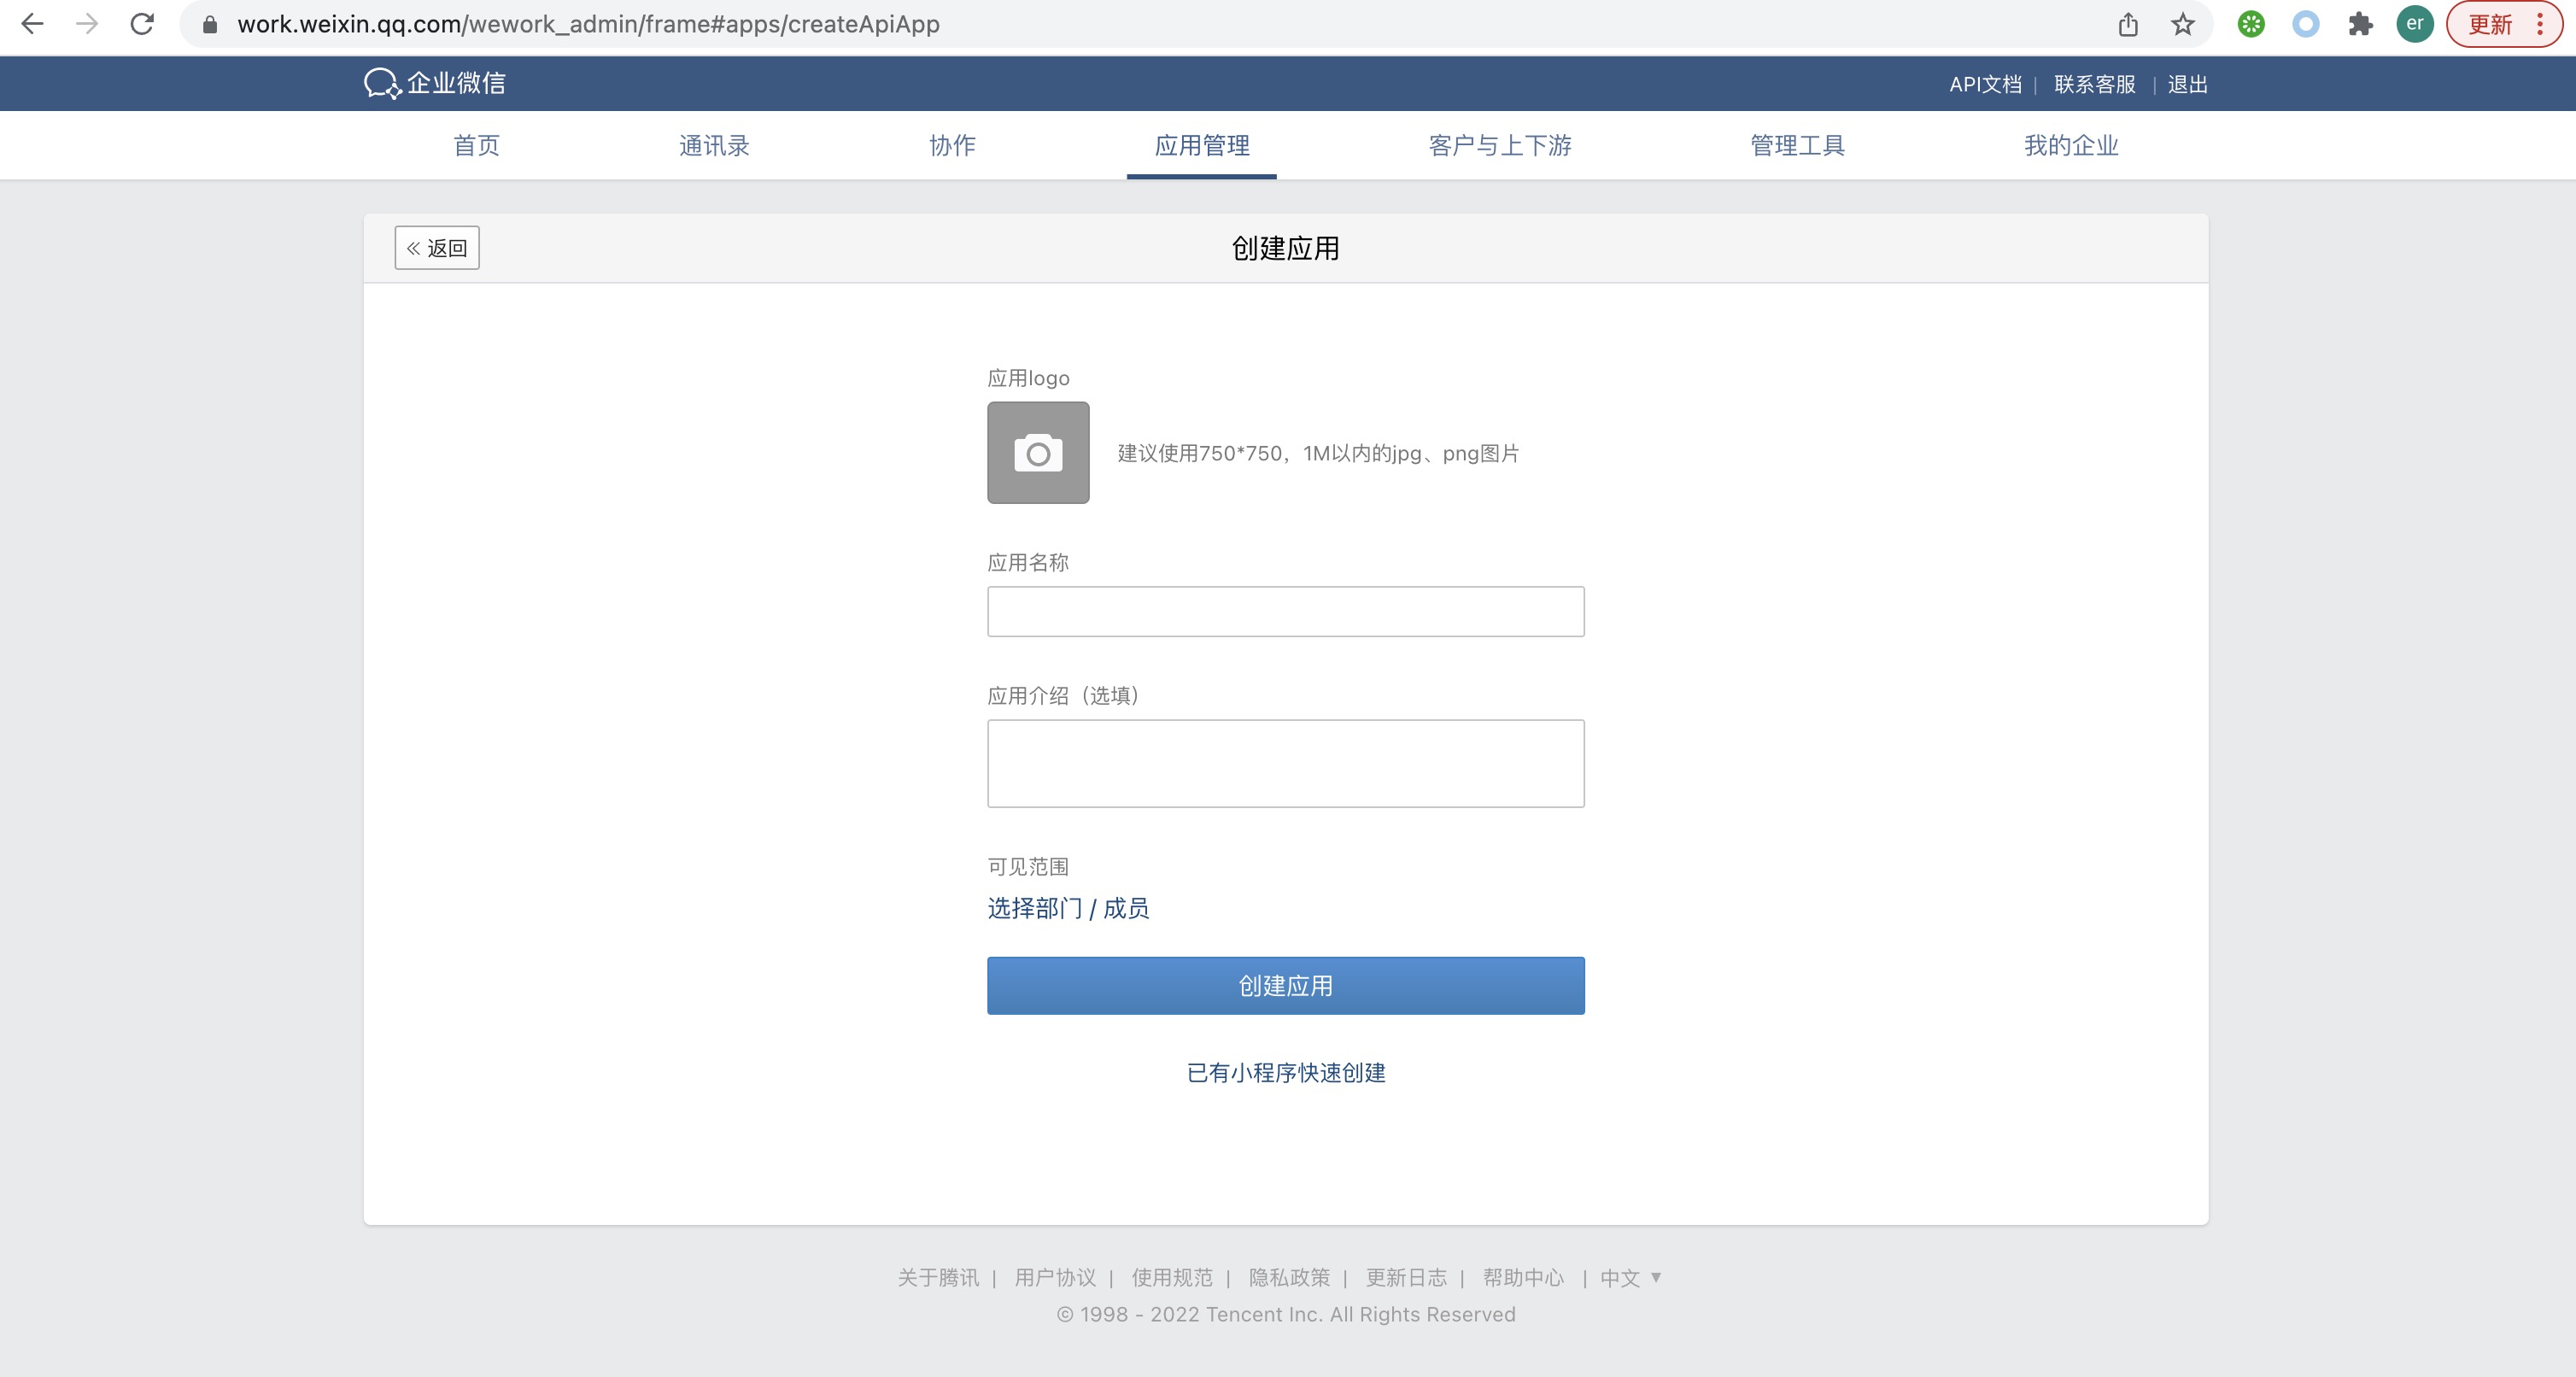 work.weixin.qq.com/wework_admin/frame#apps/createApiApp
er
更新
企业微信
API文档 | 联系客服 | 退出
首页 通讯录 协作 应用管理 客户与上下游 管理工具 我的企业
« 返回
创建应用
应用logo
建议使用750*750，1M以内的jpg、png图片
应用名称
应用介绍（选填）
可见范围
选择部门 / 成员
创建应用
已有小程序快速创建
关于腾讯 | 用户协议 | 使用规范 | 隐私政策 | 更新日志 | 帮助中心 | 中文 ▼
© 1998 - 2022 Tencent Inc. All Rights Reserved